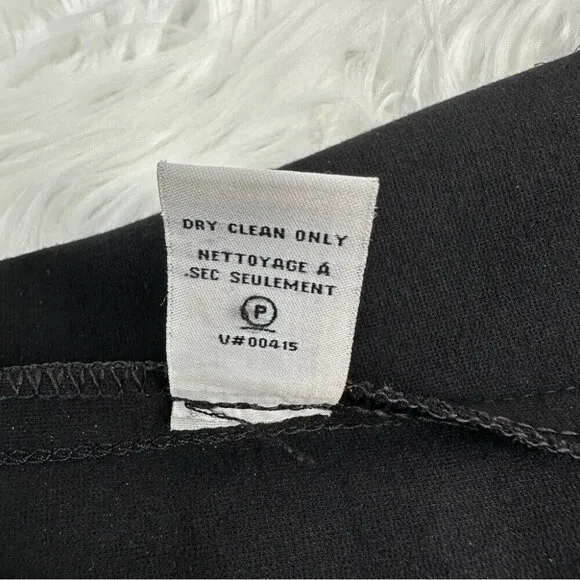 DRY CLEAN ONLY
NETTOYAGE Á
.SEC SEULEMENT
P
V#00415